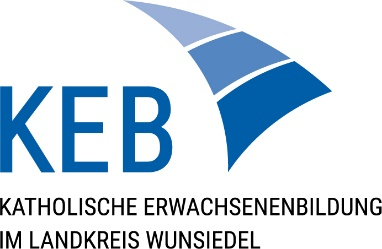 KEB
KATHOLISCHE ERWACHSENENBILDUNG
IM LANDKREIS WUNSIEDEL